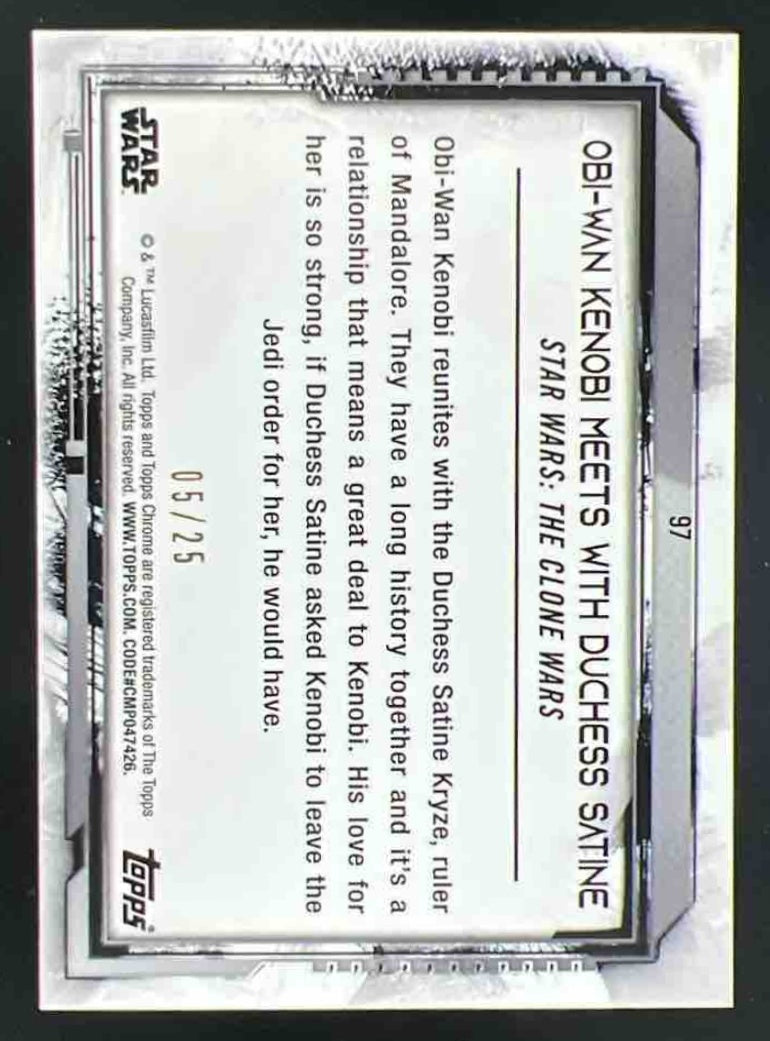 97
OBI-WAN KENOBI MEETS WITH DUCHESS SATINE
STAR WARS: THE CLONE WARS
Obi-Wan Kenobi reunites with the Duchess Satine Kryze, ruler
of Mandalore. They have a long history together and it's a
relationship that means a great deal to Kenobi. His love for
her is so strong, if Duchess Satine asked Kenobi to leave the
Jedi order for her, he would have.
05/25
STAR
WARS™
© & ™ Lucasfilm Ltd. Topps and Topps Chrome are registered trademarks of The Topps
Company, Inc. All rights reserved. WWW.TOPPS.COM. CODE#CMP047426.
topps®